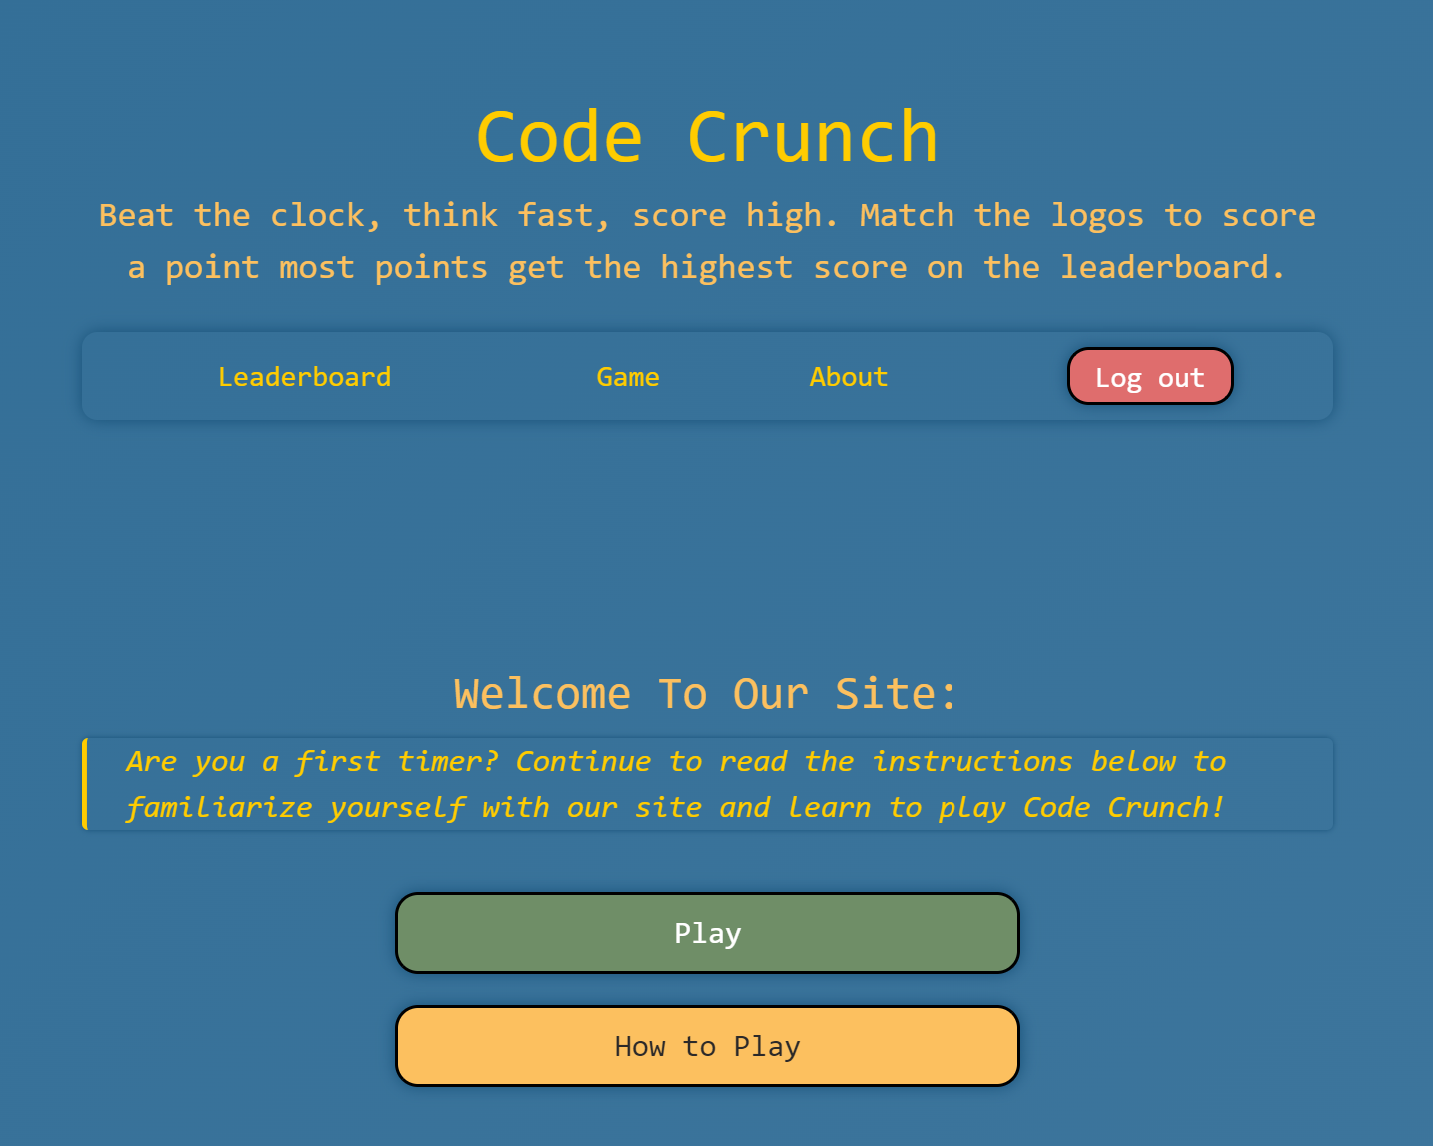 Code Crunch
Beat the clock, think fast, score high. Match the logos to score
a point most points get the highest score on the leaderboard.
Leaderboard Game About Log out
Welcome To Our Site:
Are you a first timer? Continue to read the instructions below to
familiarize yourself with our site and learn to play Code Crunch!
Play
How to Play